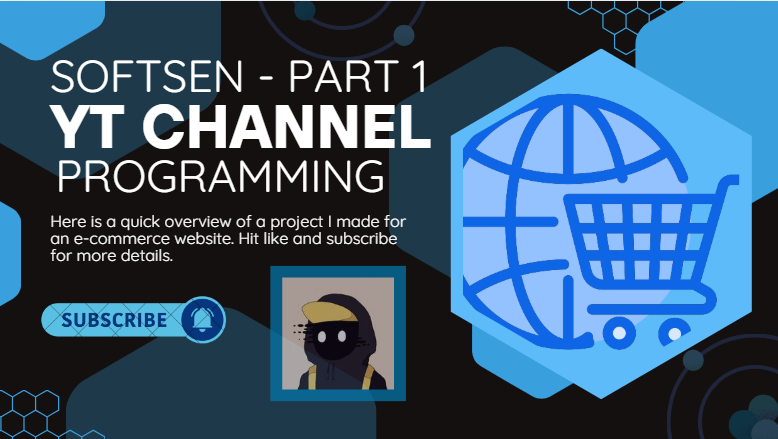 SOFTSEN - PART 1
YT CHANNEL
PROGRAMMING
Here is a quick overview of a project I made for
an e-commerce website. Hit like and subscribe
for more details.
SUBSCRIBE